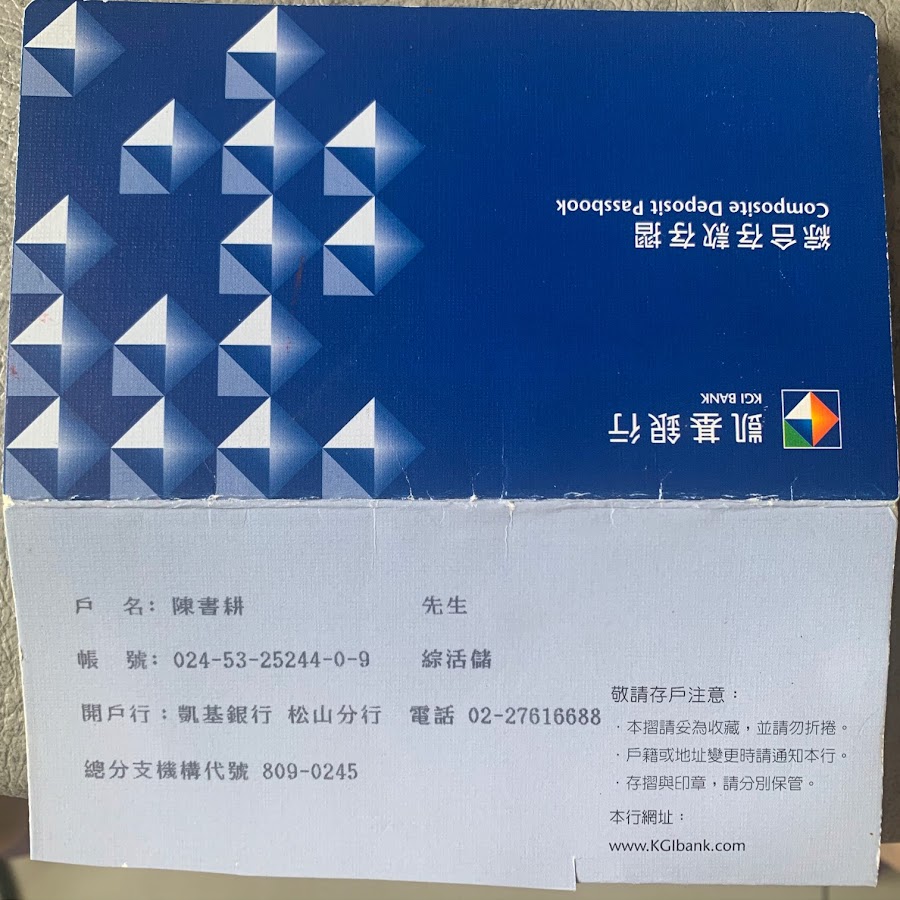 凱基銀行
KGI BANK
綜合存款存摺
Composite Deposit Passbook
戶 名: 陳書耕 先生
帳 號: 024-53-25244-0-9 綜活儲
開戶行:凱基銀行 松山分行 電話 02-27616688
總分支機構代號 809-0245
敬請存戶注意:
·本摺請妥為收藏,並請勿折捲。
·戶籍或地址變更時請通知本行。
·存摺與印章,請分別保管。
本行網址:
www.KGIbank.com